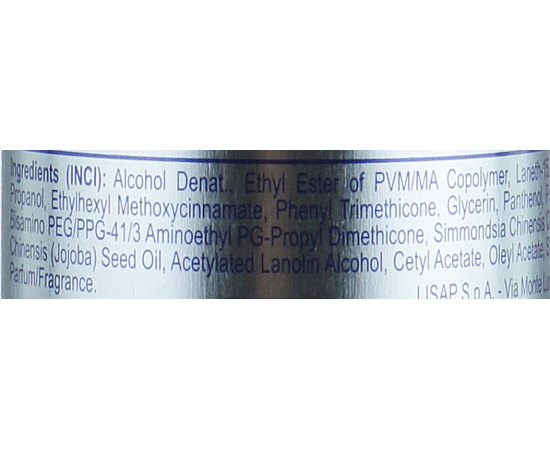 Ingredients (INCI): Alcohol Denat., Ethyl Ester of PVM/MA Copolymer, Laneth-
Propanol, Ethylhexyl Methoxycinnamate, Phenyl Trimethicone, Glycerin, Panthenol,
Bisamino PEG/PPG-41/3 Aminoethyl PG-Propyl Dimethicone, Simmondsia Chinensis
Chinensis (Jojoba) Seed Oil, Acetylated Lanolin Alcohol, Cetyl Acetate, Oleyl Acetate,
Parfum/Fragrance.
LISAP S.p.A. - Via Monte